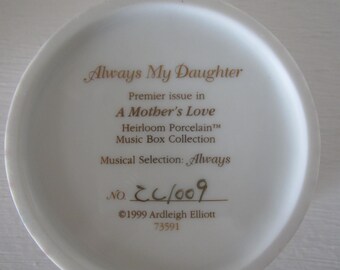 Always My Daughter
Premier issue in
A Mother's Love
Heirloom Porcelain™
Music Box Collection
Musical Selection: Always
NO. CC/009
©1999 Ardleigh Elliott
73591